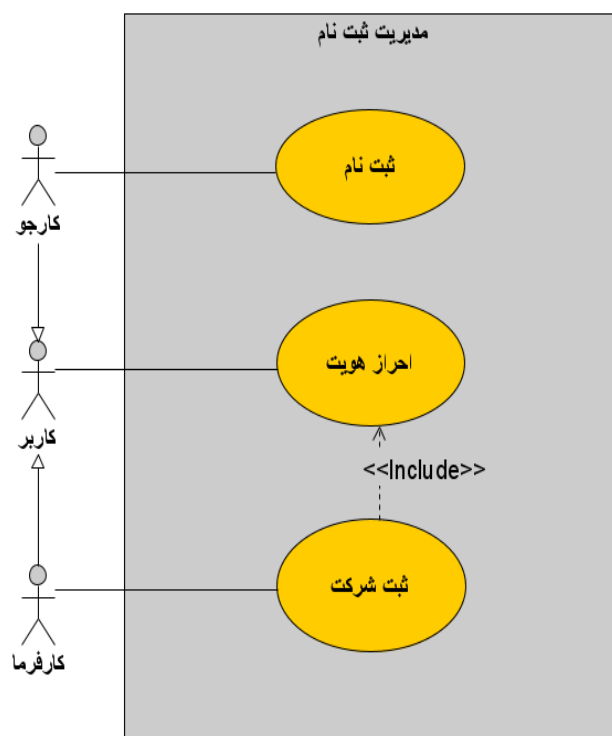 مدیریت ثبت نام
ثبت نام
کارجو
احراز هویت
کاربر
<<Include>>
ثبت شرکت
کارفرما